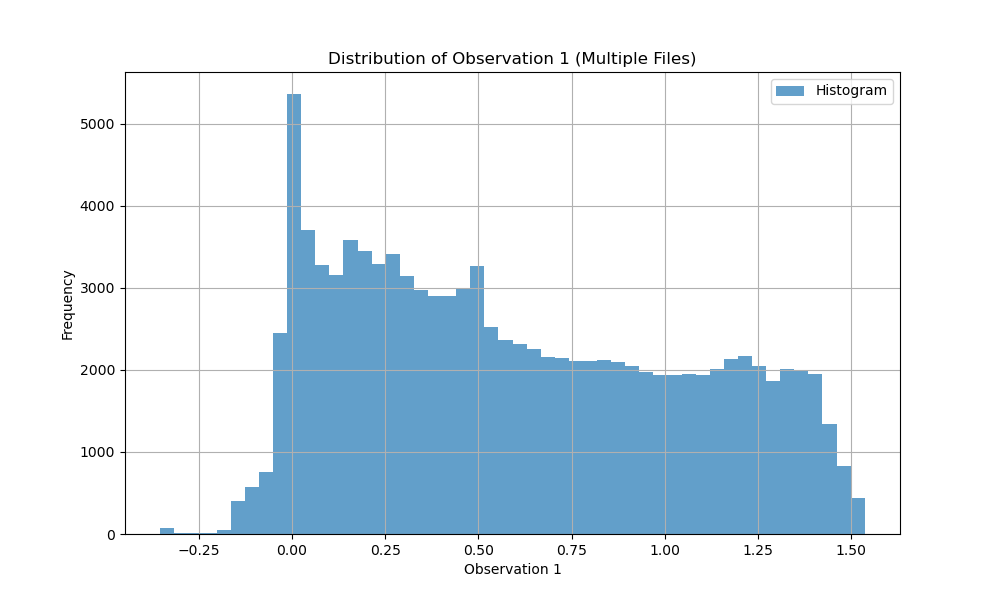 Distribution of Observation 1 (Multiple Files)
Histogram
Frequency
5000
4000
3000
2000
1000
0
−0.25 0.00 0.25 0.50 0.75 1.00 1.25 1.50
Observation 1